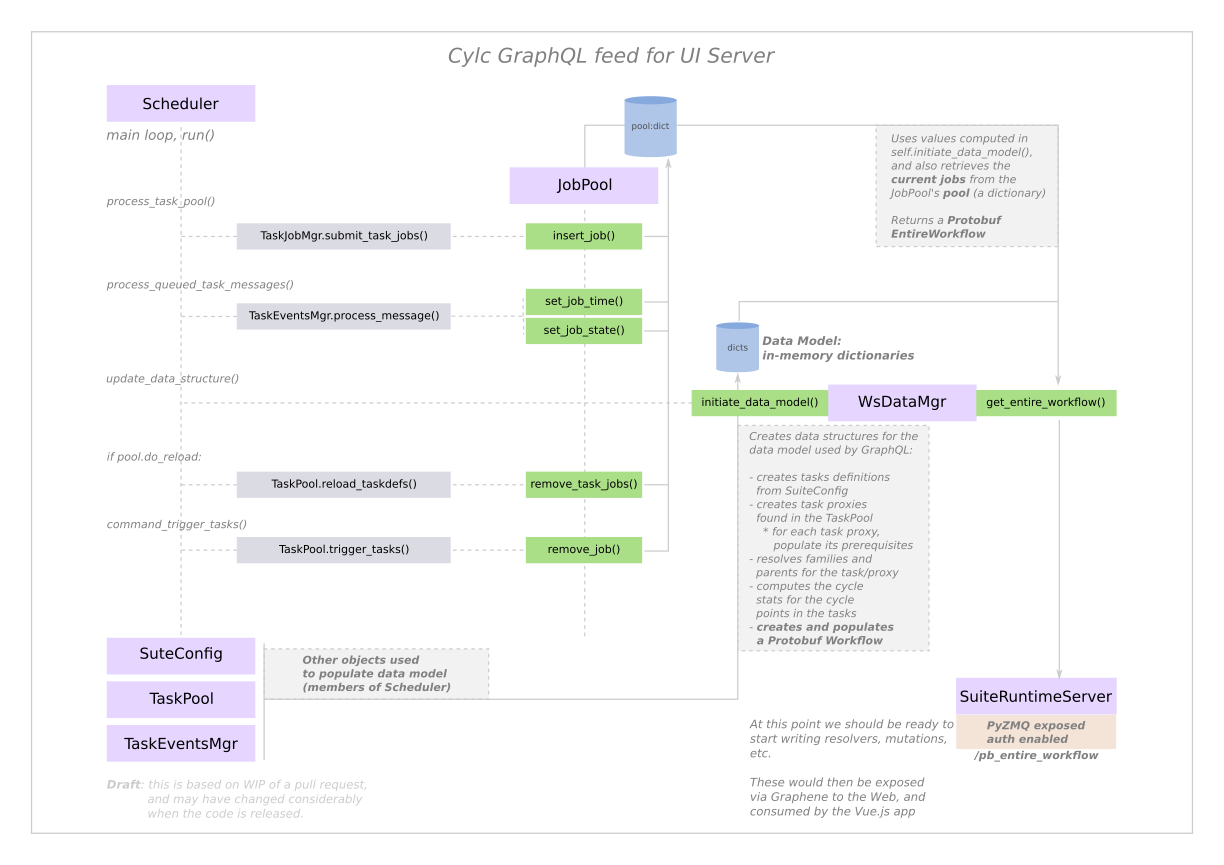 Cylc GraphQL feed for UI Server
Scheduler
main loop, run()
process_task_pool()
TaskJobMgr.submit_task_jobs()
process_queued_task_messages()
TaskEventsMgr.process_message()
update_data_structure()
if pool.do_reload:
TaskPool.reload_taskdefs()
command_trigger_tasks()
TaskPool.trigger_tasks()
pool:dict
JobPool
insert_job()
set_job_time()
set_job_state()
remove_task_jobs()
remove_job()
Uses values computed in
self.initiate_data_model(),
and also retrieves the
current jobs from the
JobPool's pool (a dictionary)
Returns a Protobuf
EntireWorkflow
dicts
Data Model:
in-memory dictionaries
initiate_data_model()
WsDataMgr
get_entire_workflow()
Creates data structures for the
data model used by GraphQL:
- creates tasks definitions
from SuiteConfig
- creates task proxies
found in the TaskPool
* for each task proxy,
populate its prerequisites
- resolves families and
parents for the task/proxy
- computes the cycle
stats for the cycle
points in the tasks
- creates and populates
a Protobuf Workflow
SuteConfig
TaskPool
TaskEventsMgr
Other objects used
to populate data model
(members of Scheduler)
SuiteRuntimeServer
PyZMQ exposed
auth enabled
/pb_entire_workflow
At this point we should be ready to
start writing resolvers, mutations,
etc.
These would then be exposed
via Graphene to the Web, and
consumed by the Vue.js app
Draft: this is based on WIP of a pull request,
and may have changed considerably
when the code is released.